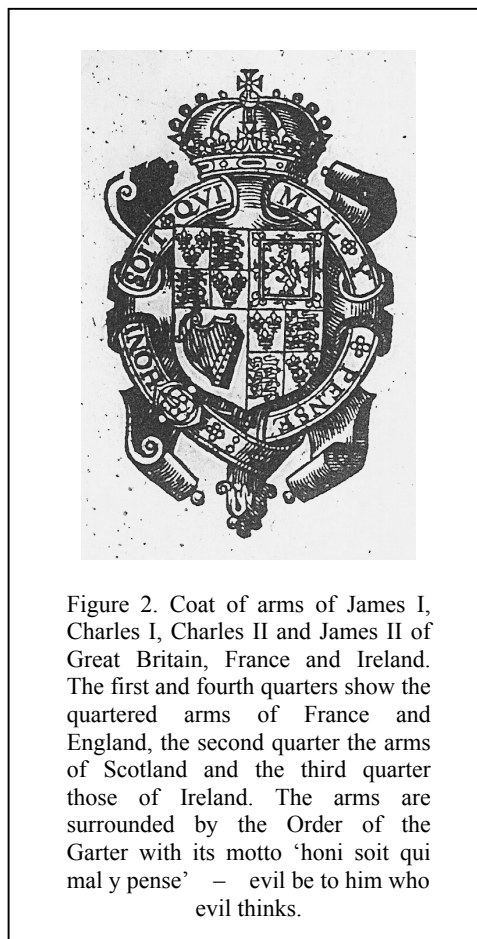 SOIT QVI MAL Y
HONI PENSE
Figure 2. Coat of arms of James I,
Charles I, Charles II and James II of
Great Britain, France and Ireland.
The first and fourth quarters show the
quartered arms of France and
England, the second quarter the arms
of Scotland and the third quarter
those of Ireland. The arms are
surrounded by the Order of the
Garter with its motto ‘honi soit qui
mal y pense’ – evil be to him who
evil thinks.